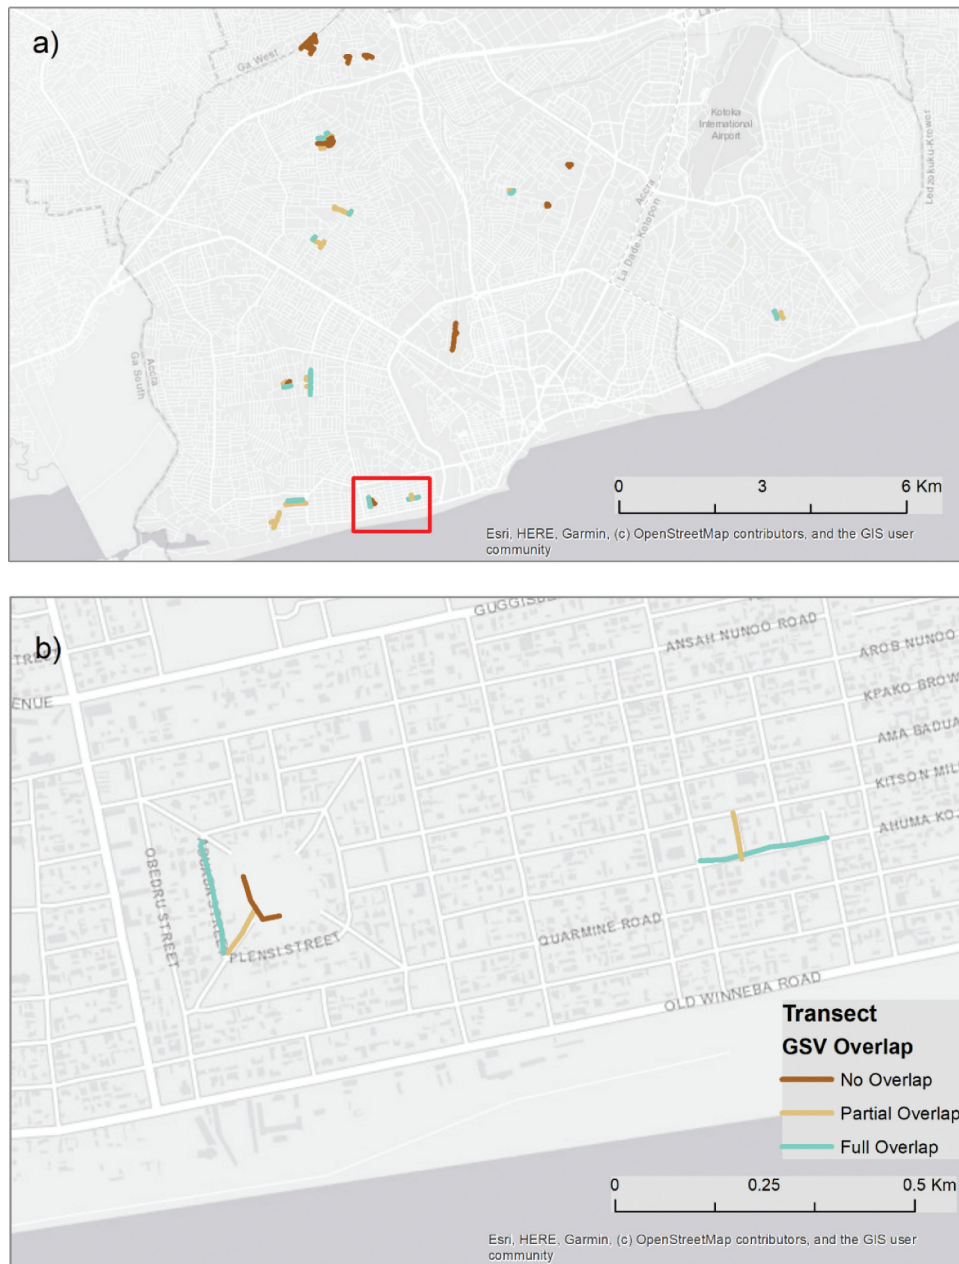 a)
Ga West
Kotoka
International
Airport
Ledzokuku-Krowor
Accra
La Dade-Kotopon
Accra
Ga South
0 3 6 Km
Esri, HERE, Garmin, (c) OpenStreetMap contributors, and the GIS user
community
b)
ANSAH NUNOO ROAD
AROB NUNOO
ENUE
KPAKO BROW
AMA BADUA
KITSON MIL
AHUMA KO
OBEDRU STREET
PLENSI STREET
QUARMINE ROAD
OLD WINNEBA ROAD
Transect
GSV Overlap
No Overlap
Partial Overlap
Full Overlap
0 0.25 0.5 Km
Esri, HERE, Garmin, (c) OpenStreetMap contributors, and the GIS user
community